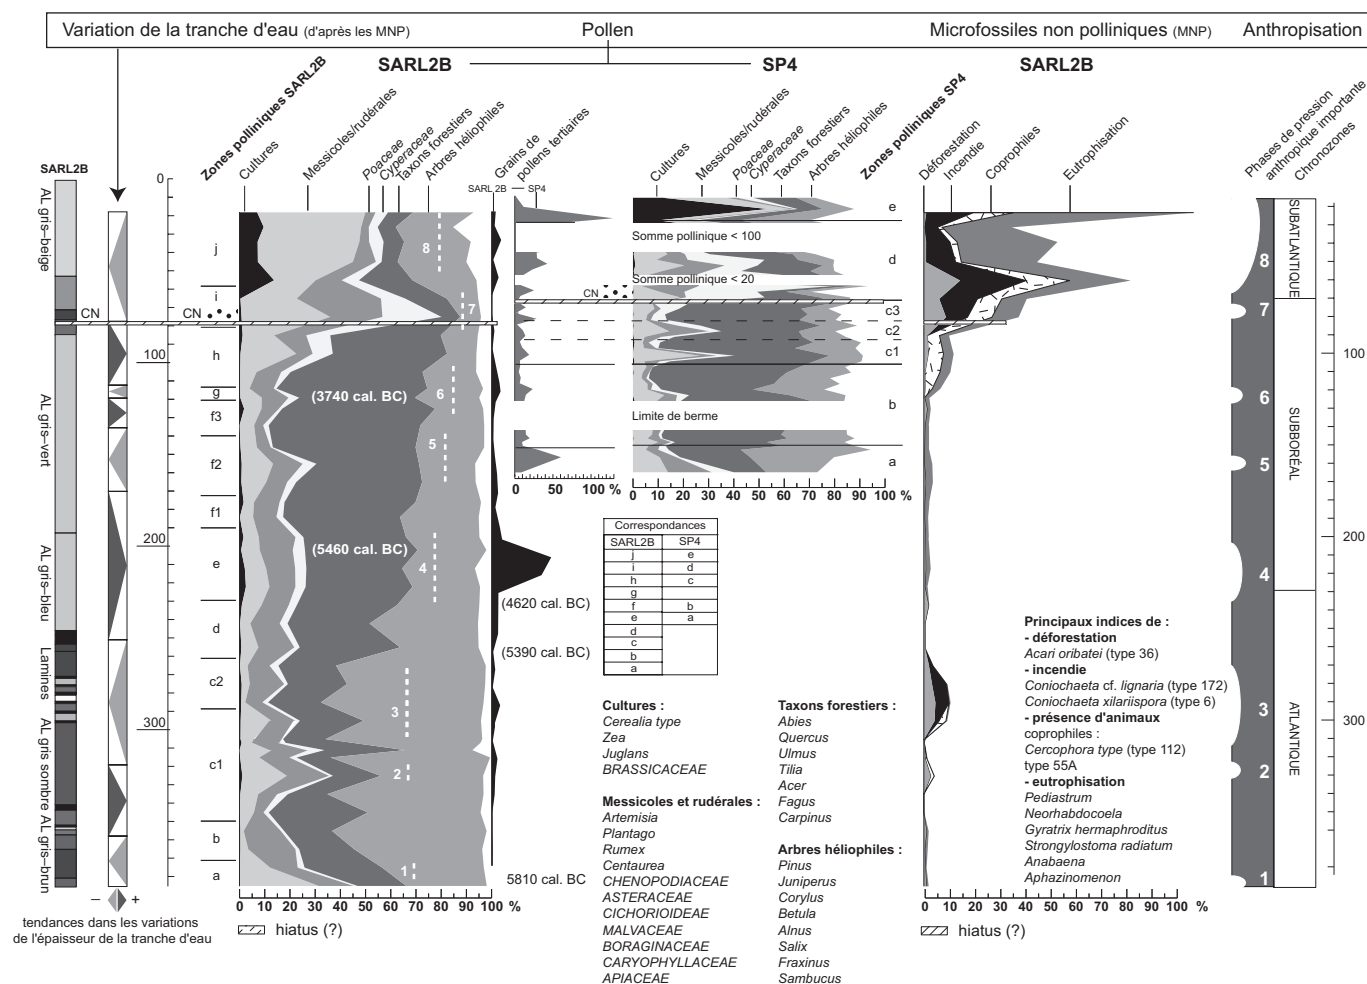 Variation de la tranche d'eau (d'après les MNP) Pollen Microfossiles non polliniques (MNP) Anthropisation
SARL2B SP4 SARL2B
Zones polliniques SARL2B
Cultures
Messicoles/rudérales
Poaceae
Cyperaceae
Taxons forestiers
Arbres héliophiles
Grains de
pollens tertiaires
SARL 2B — SP4
Cultures
Messicoles/rudérales
Poaceae
Cyperaceae
Taxons forestiers
Arbres héliophiles
Zones polliniques SP4
Déforestation
Incendie
Coprophiles
Eutrophisation
Phases de pression
anthropique importante
Chronozones
SARL2B
AL gris-beige
AL gris–vert
AL gris–bleu
Lamines
AL gris sombre
AL gris–brun
CN
– +
tendances dans les variations
de l'épaisseur de la tranche d'eau
0
100
200
300
j
i
CN
h
g
f3
f2
f1
e
d
c2
c1
b
a
8
7
6
5
4
3
2
1
(3740 cal. BC)
(5460 cal. BC)
(4620 cal. BC)
(5390 cal. BC)
5810 cal. BC
0 10 20 30 40 50 60 70 80 90 100 %
hiatus (?)
0 50 100 %
Somme pollinique < 100
Somme pollinique < 20
CN
Limite de berme
e
d
c3
c2
c1
b
a
0 10 20 30 40 50 60 70 80 90 100 %
Correspondances
SARL2B SP4
j e
i d
h c
g
f b
e a
d
c
b
a
Cultures :
Cerealia type
Zea
Juglans
BRASSICACEAE
Messicoles et rudérales :
Artemisia
Plantago
Rumex
Centaurea
CHENOPODIACEAE
ASTERACEAE
CICHORIOIDEAE
MALVACEAE
BORAGINACEAE
CARYOPHYLLACEAE
APIACEAE
Taxons forestiers :
Abies
Quercus
Ulmus
Tilia
Acer
Fagus
Carpinus
Arbres héliophiles :
Pinus
Juniperus
Corylus
Betula
Alnus
Salix
Fraxinus
Sambucus
Principaux indices de :
- déforestation
Acari oribatei (type 36)
- incendie
Coniochaeta cf. lignaria (type 172)
Coniochaeta xilariispora (type 6)
- présence d'animaux
coprophiles :
Cercophora type (type 112)
type 55A
- eutrophisation
Pediastrum
Neorhabdocoela
Gyratrix hermaphroditus
Strongylostoma radiatum
Anabaena
Aphazinomenon
0 10 20 30 40 50 60 70 80 90 100 %
hiatus (?)
8
7
6
5
4
3
2
1
SUBATLANTIQUE
SUBBORÉAL
ATLANTIQUE
100
200
300